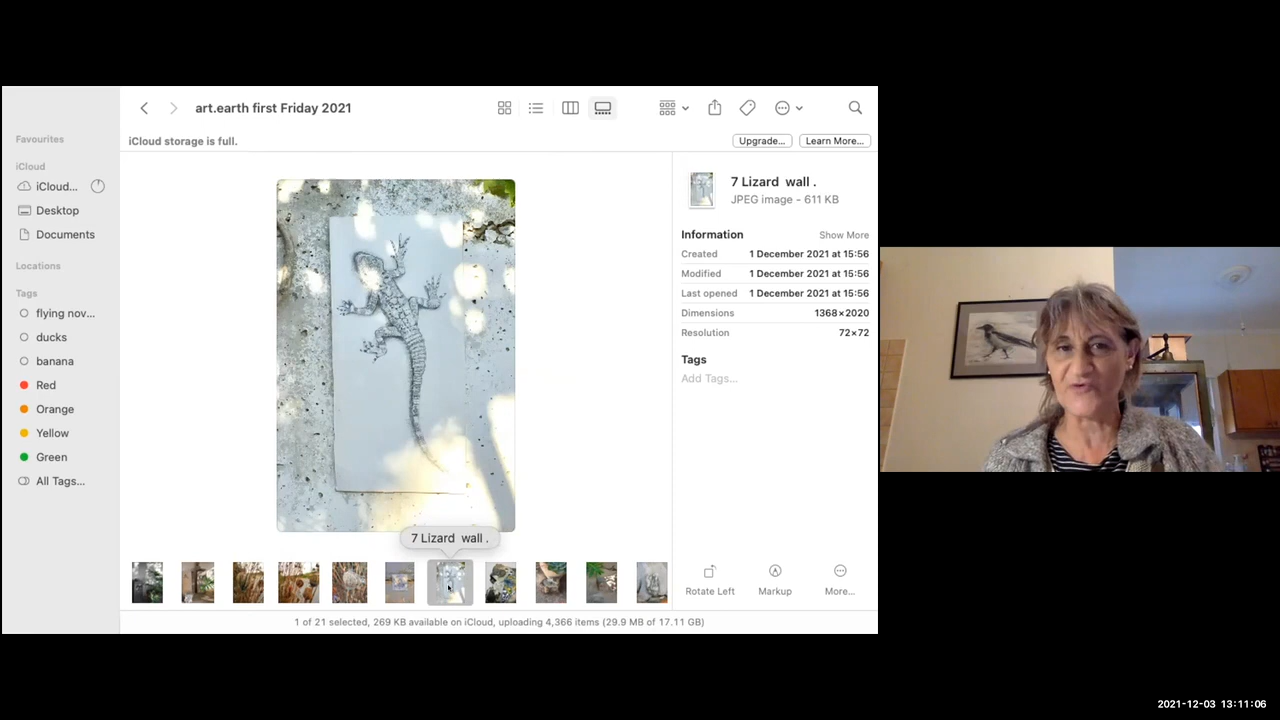 art.earth first Friday 2021
iCloud storage is full.
Upgrade...
Learn More...
Favourites
iCloud
iCloud...
Desktop
Documents
Locations
Tags
flying nov...
ducks
banana
Red
Orange
Yellow
Green
All Tags...
7 Lizard wall .
7 Lizard wall .
JPEG image - 611 KB
Information
Show More
Created 1 December 2021 at 15:56
Modified 1 December 2021 at 15:56
Last opened 1 December 2021 at 15:56
Dimensions 1368×2020
Resolution 72×72
Tags
Add Tags...
Rotate Left
Markup
More...
1 of 21 selected, 269 KB available on iCloud, uploading 4,366 items (29.9 MB of 17.11 GB)
2021-12-03 13:11:06